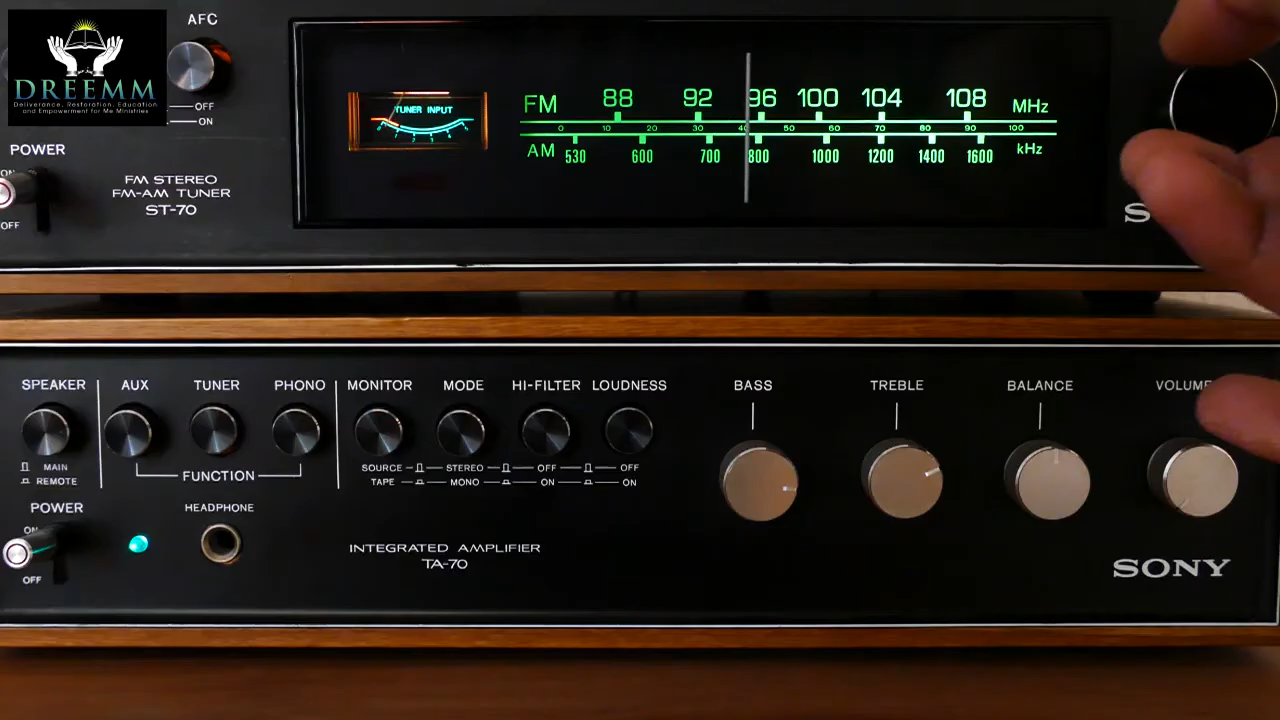 AFC
OFF
ON
DREEMM
Deliverance, Restoration, Education
and Empowerment for Me Ministries
POWER
ON
OFF
FM STEREO
FM-AM TUNER
ST-70
TUNER INPUT
FM 88 92 96 100 104 108 MHz
0 10 20 30 40 50 60 70 80 90 100
AM 530 600 700 800 1000 1200 1400 1600 kHz
S
SPEAKER AUX TUNER PHONO MONITOR MODE HI-FILTER LOUDNESS BASS TREBLE BALANCE VOLUME
MAIN
REMOTE
FUNCTION
SOURCE STEREO OFF OFF
TAPE MONO ON ON
POWER
ON
OFF
HEADPHONE
INTEGRATED AMPLIFIER
TA-70
SONY